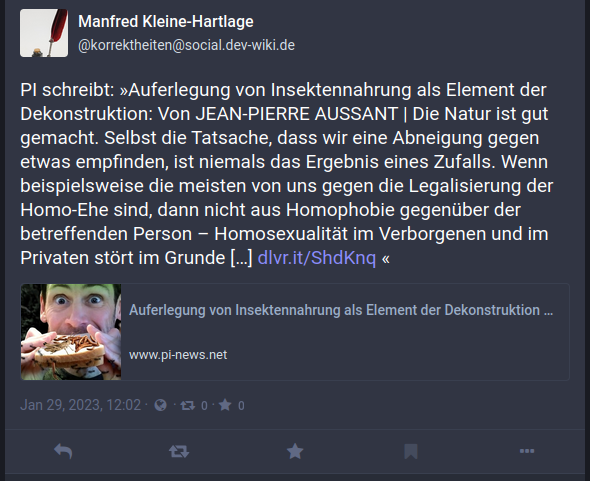 Manfred Kleine-Hartlage
@korrektheiten@social.dev-wiki.de
PI schreibt: »Auferlegung von Insektennahrung als Element der
Dekonstruktion: Von JEAN-PIERRE AUSSANT | Die Natur ist gut
gemacht. Selbst die Tatsache, dass wir eine Abneigung gegen
etwas empfinden, ist niemals das Ergebnis eines Zufalls. Wenn
beispielsweise die meisten von uns gegen die Legalisierung der
Homo-Ehe sind, dann nicht aus Homophobie gegenüber der
betreffenden Person – Homosexualität im Verborgenen und im
Privaten stört im Grunde […] dlvr.it/ShdKnq «
Auferlegung von Insektennahrung als Element der Dekonstruktion ...
www.pi-news.net
Jan 29, 2023, 12:02 · · 0 · 0